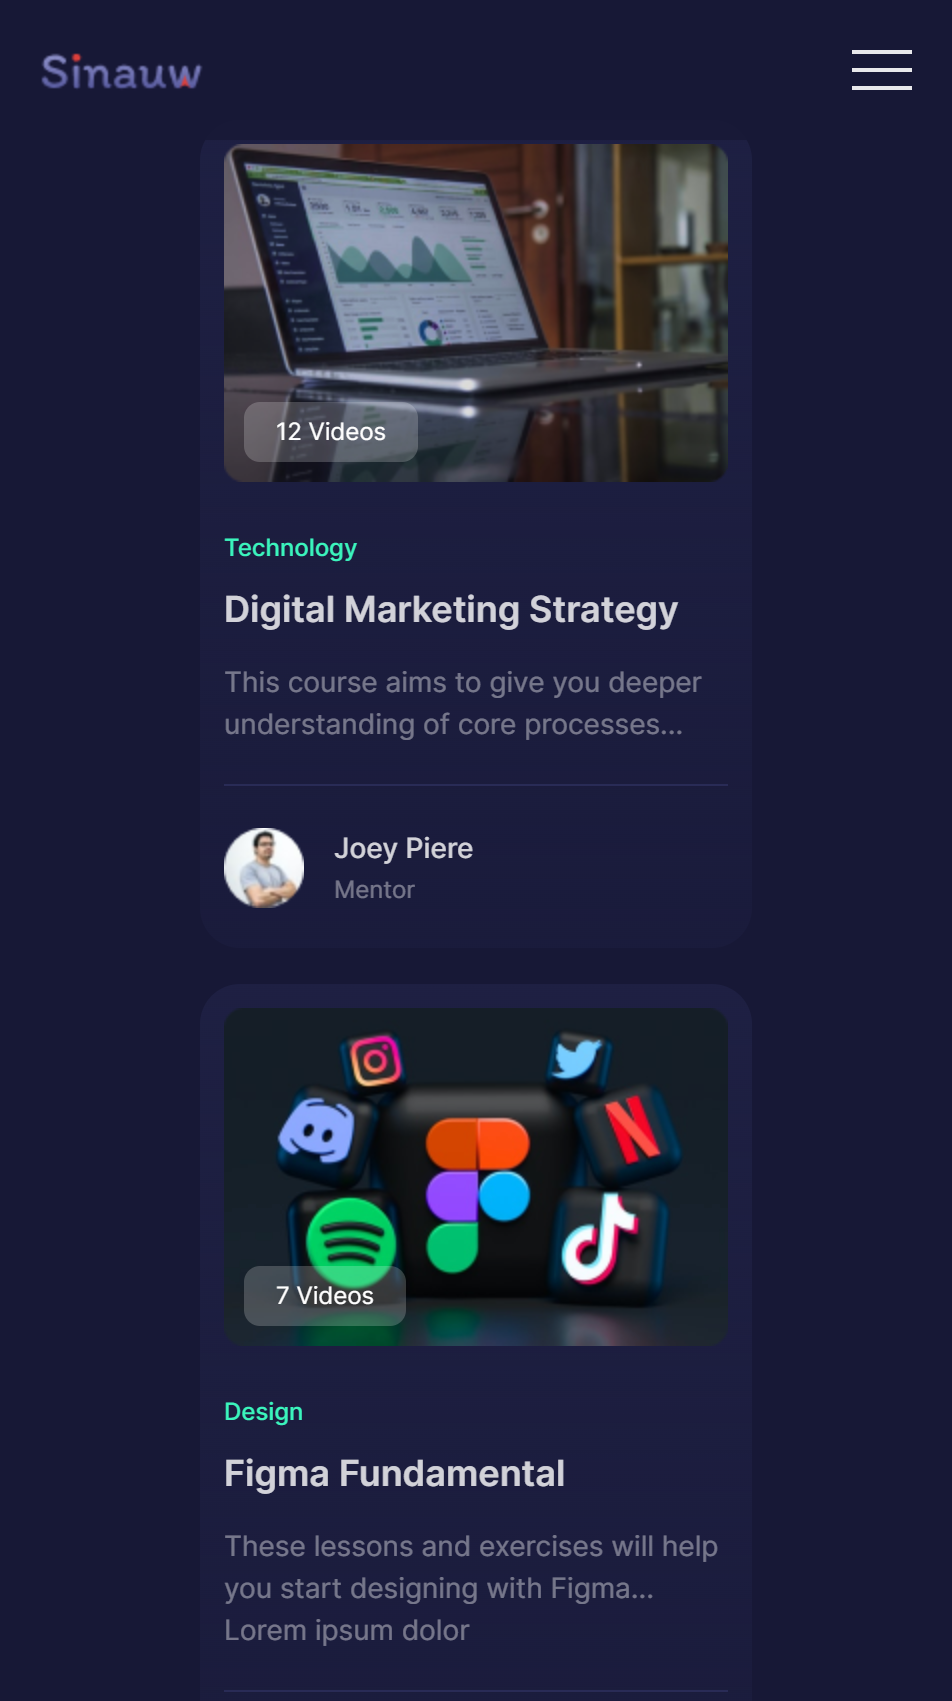 Sinauw
12 Videos
Technology
Digital Marketing Strategy
This course aims to give you deeper
understanding of core processes...
Joey Piere
Mentor
7 Videos
Design
Figma Fundamental
These lessons and exercises will help
you start designing with Figma...
Lorem ipsum dolor